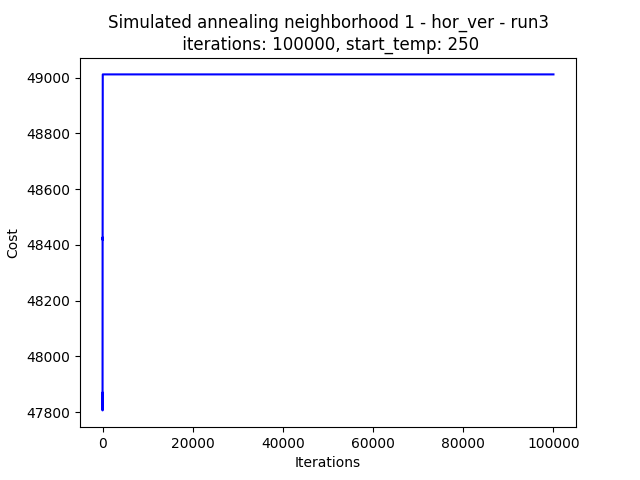 Simulated annealing neighborhood 1 - hor_ver - run3
iterations: 100000, start_temp: 250
49000
48800
48600
48400
48200
48000
47800
Cost
0 20000 40000 60000 80000 100000
Iterations